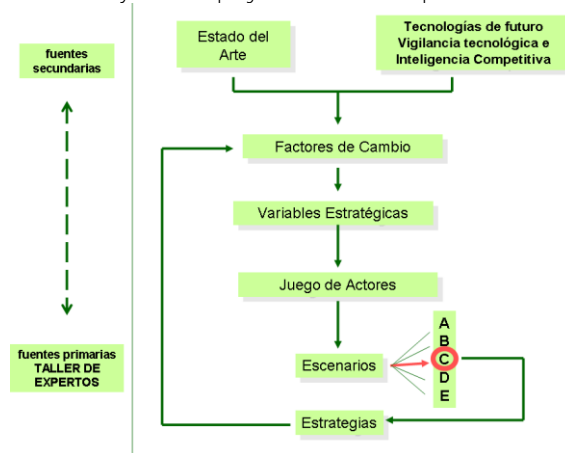 Estado del
Arte
Tecnologías de futuro
Vigilancia tecnológica e
Inteligencia Competitiva
fuentes
secundarias
Factores de Cambio
Variables Estratégicas
Juego de Actores
fuentes primarias
TALLER DE
EXPERTOS
Escenarios
A
B
C
D
E
Estrategias